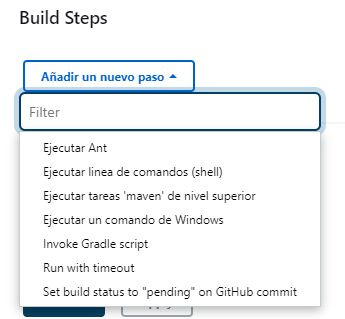 Build Steps
Añadir un nuevo paso
Filter
Ejecutar Ant
Ejecutar linea de comandos (shell)
Ejecutar tareas 'maven' de nivel superior
Ejecutar un comando de Windows
Invoke Gradle script
Run with timeout
Set build status to "pending" on GitHub commit